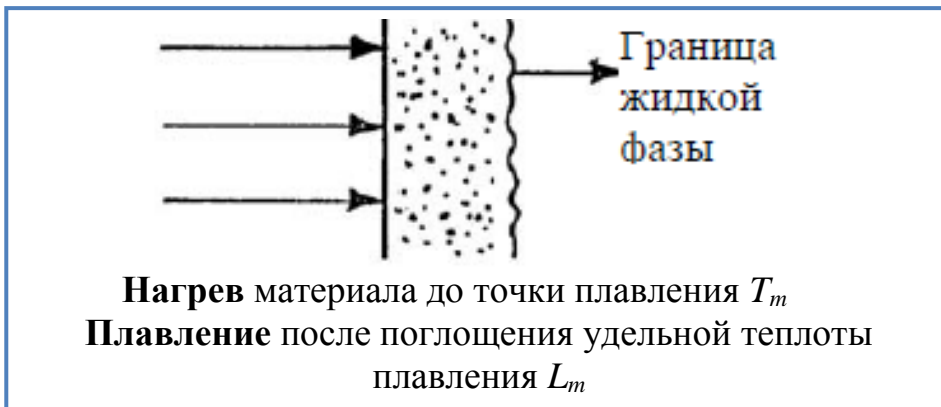 Граница
жидкой
фазы
Нагрев материала до точки плавления Tm
Плавление после поглощения удельной теплоты
плавления Lm